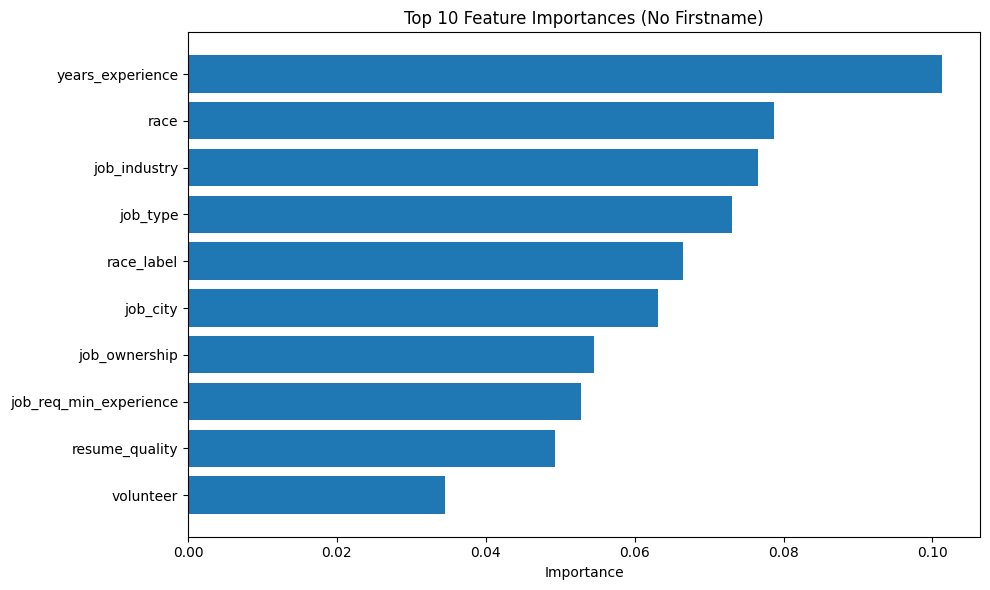 Top 10 Feature Importances (No Firstname)
years_experience
race
job_industry
job_type
race_label
job_city
job_ownership
job_req_min_experience
resume_quality
volunteer
0.00 0.02 0.04 0.06 0.08 0.10
Importance